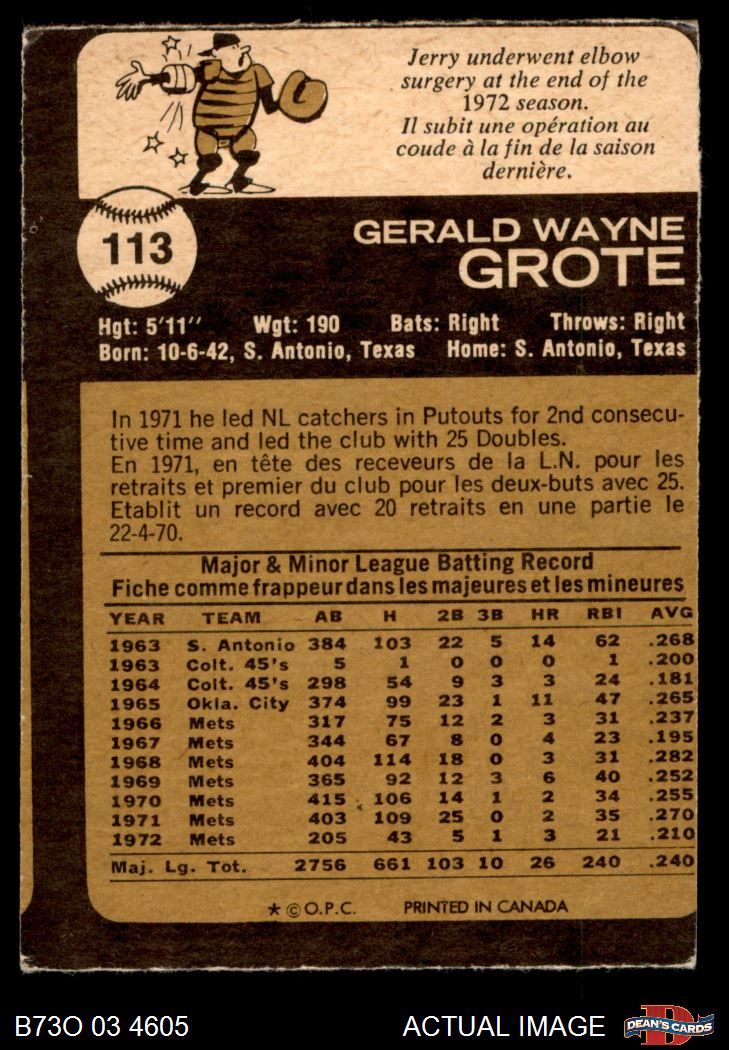 Jerry underwent elbow
surgery at the end of the
1972 season.
Il subit une opération au
coude à la fin de la saison
dernière.
113
GERALD WAYNE
GROTE
Hgt: 5'11" Wgt: 190 Bats: Right Throws: Right
Born: 10-6-42, S. Antonio, Texas Home: S. Antonio, Texas
In 1971 he led NL catchers in Putouts for 2nd consecu-
tive time and led the club with 25 Doubles.
En 1971, en tête des receveurs de la L.N. pour les
retraits et premier du club pour les deux-buts avec 25.
Etablit un record avec 20 retraits en une partie le
22-4-70.
Major & Minor League Batting Record
Fiche comme frappeur dans les majeures et les mineures
YEAR TEAM AB H 2B 3B HR RBI AVG
1963 S. Antonio 384 103 22 5 14 62 .268
1963 Colt. 45's 5 1 0 0 0 1 .200
1964 Colt. 45's 298 54 9 3 3 24 .181
1965 Okla. City 374 99 23 1 11 47 .265
1966 Mets 317 75 12 2 3 31 .237
1967 Mets 344 67 8 0 4 23 .195
1968 Mets 404 114 18 0 3 31 .282
1969 Mets 365 92 12 3 6 40 .252
1970 Mets 415 106 14 1 2 34 .255
1971 Mets 403 109 25 0 2 35 .270
1972 Mets 205 43 5 1 3 21 .210
Maj. Lg. Tot. 2756 661 103 10 26 240 .240
* © O.P.C. PRINTED IN CANADA
B73O 03 4605 ACTUAL IMAGE D DEAN'S CARDS